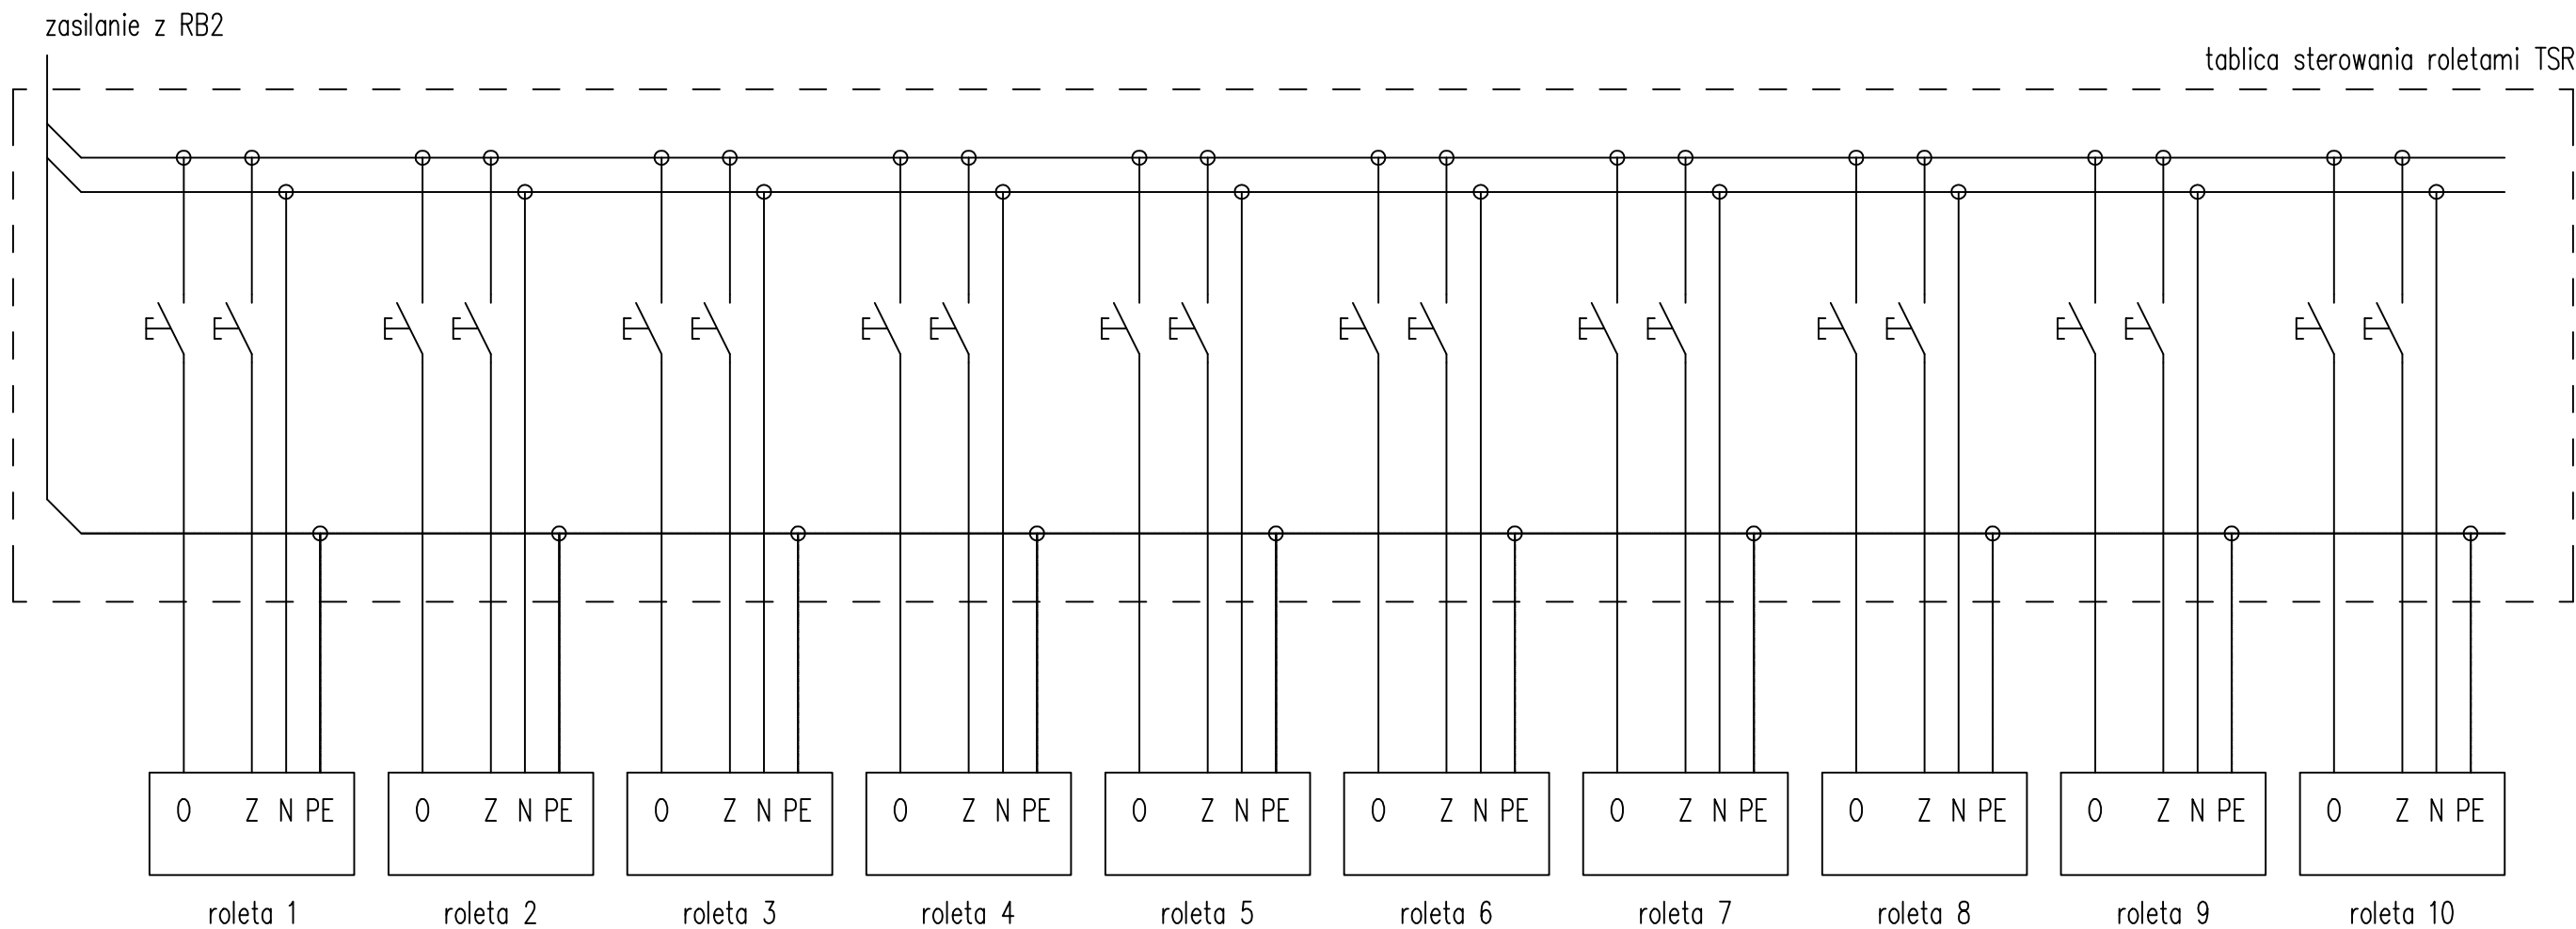 zasilanie z RB2
tablica sterowania roletami TSR
O Z N PE
O Z N PE
O Z N PE
O Z N PE
O Z N PE
O Z N PE
O Z N PE
O Z N PE
O Z N PE
O Z N PE
roleta 1
roleta 2
roleta 3
roleta 4
roleta 5
roleta 6
roleta 7
roleta 8
roleta 9
roleta 10